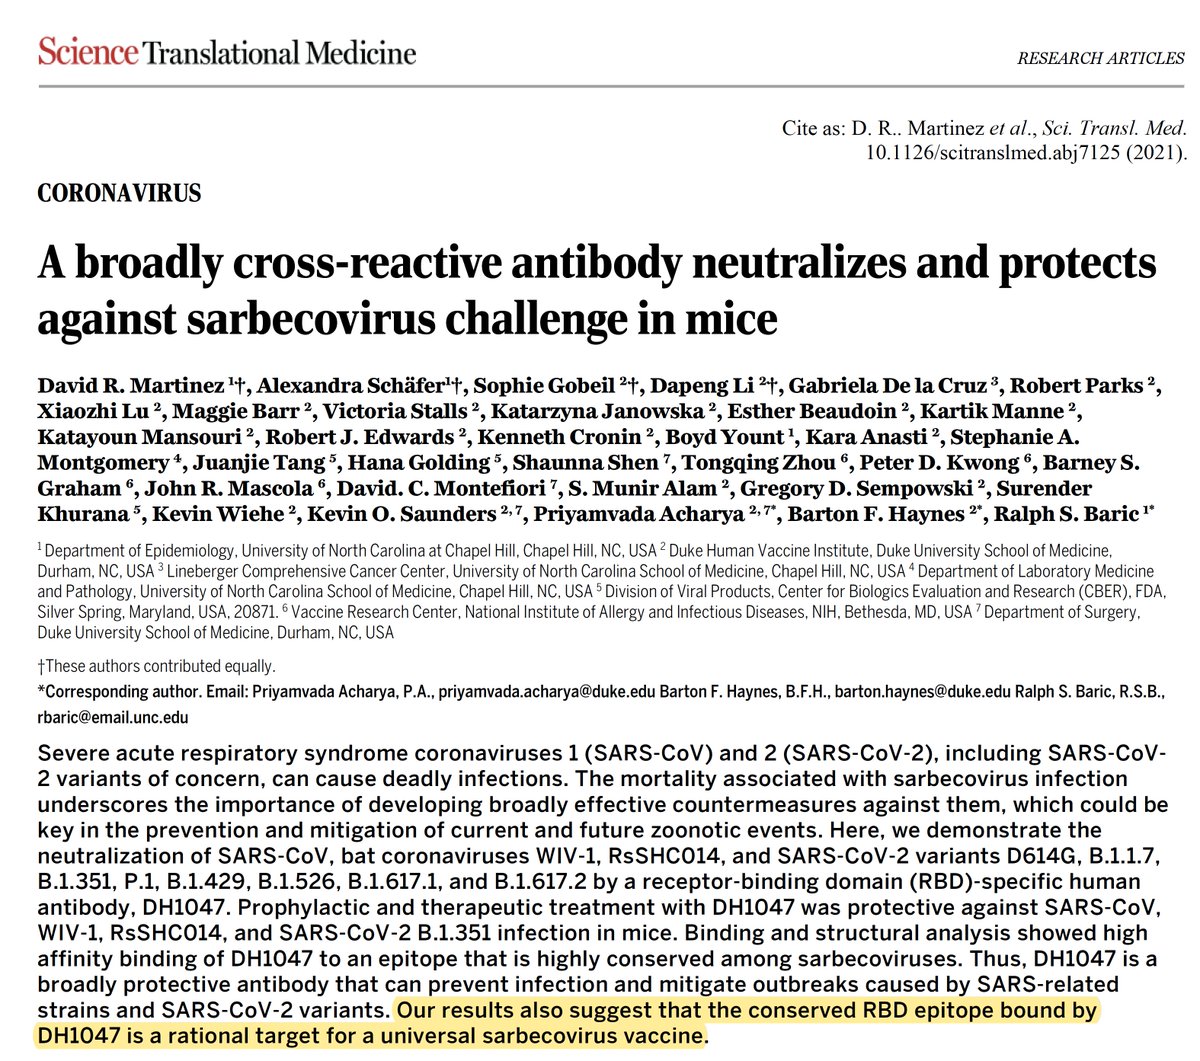 Science Translational Medicine
RESEARCH ARTICLES
Cite as: D. R.. Martinez et al., Sci. Transl. Med.
10.1126/scitranslmed.abj7125 (2021).
CORONAVIRUS
A broadly cross-reactive antibody neutralizes and protects
against sarbecovirus challenge in mice
David R. Martinez ¹†, Alexandra Schäfer¹†, Sophie Gobeil ²†, Dapeng Li ²†, Gabriela De la Cruz ³, Robert Parks ²,
Xiaozhi Lu ², Maggie Barr ², Victoria Stalls ², Katarzyna Janowska ², Esther Beaudoin ², Kartik Manne ²,
Katayoun Mansouri ², Robert J. Edwards ², Kenneth Cronin ², Boyd Yount ¹, Kara Anasti ², Stephanie A.
Montgomery ⁴, Juanjie Tang ⁵, Hana Golding ⁵, Shaunna Shen ⁷, Tongqing Zhou ⁶, Peter D. Kwong ⁶, Barney S.
Graham ⁶, John R. Mascola ⁶, David. C. Montefiori ⁷, S. Munir Alam ², Gregory D. Sempowski ², Surender
Khurana ⁵, Kevin Wiehe ², Kevin O. Saunders ²,⁷, Priyamvada Acharya ²,⁷*, Barton F. Haynes ²*, Ralph S. Baric ¹*
¹ Department of Epidemiology, University of North Carolina at Chapel Hill, Chapel Hill, NC, USA ² Duke Human Vaccine Institute, Duke University School of Medicine,
Durham, NC, USA ³ Lineberger Comprehensive Cancer Center, University of North Carolina School of Medicine, Chapel Hill, NC, USA ⁴ Department of Laboratory Medicine
and Pathology, University of North Carolina School of Medicine, Chapel Hill, NC, USA ⁵ Division of Viral Products, Center for Biologics Evaluation and Research (CBER), FDA,
Silver Spring, Maryland, USA, 20871. ⁶ Vaccine Research Center, National Institute of Allergy and Infectious Diseases, NIH, Bethesda, MD, USA ⁷ Department of Surgery,
Duke University School of Medicine, Durham, NC, USA
†These authors contributed equally.
*Corresponding author. Email: Priyamvada Acharya, P.A., priyamvada.acharya@duke.edu Barton F. Haynes, B.F.H., barton.haynes@duke.edu Ralph S. Baric, R.S.B.,
rbaric@email.unc.edu
Severe acute respiratory syndrome coronaviruses 1 (SARS-CoV) and 2 (SARS-CoV-2), including SARS-CoV-
2 variants of concern, can cause deadly infections. The mortality associated with sarbecovirus infection
underscores the importance of developing broadly effective countermeasures against them, which could be
key in the prevention and mitigation of current and future zoonotic events. Here, we demonstrate the
neutralization of SARS-CoV, bat coronaviruses WIV-1, RsSHC014, and SARS-CoV-2 variants D614G, B.1.1.7,
B.1.351, P.1, B.1.429, B.1.526, B.1.617.1, and B.1.617.2 by a receptor-binding domain (RBD)-specific human
antibody, DH1047. Prophylactic and therapeutic treatment with DH1047 was protective against SARS-CoV,
WIV-1, RsSHC014, and SARS-CoV-2 B.1.351 infection in mice. Binding and structural analysis showed high
affinity binding of DH1047 to an epitope that is highly conserved among sarbecoviruses. Thus, DH1047 is a
broadly protective antibody that can prevent infection and mitigate outbreaks caused by SARS-related
strains and SARS-CoV-2 variants. Our results also suggest that the conserved RBD epitope bound by
DH1047 is a rational target for a universal sarbecovirus vaccine.